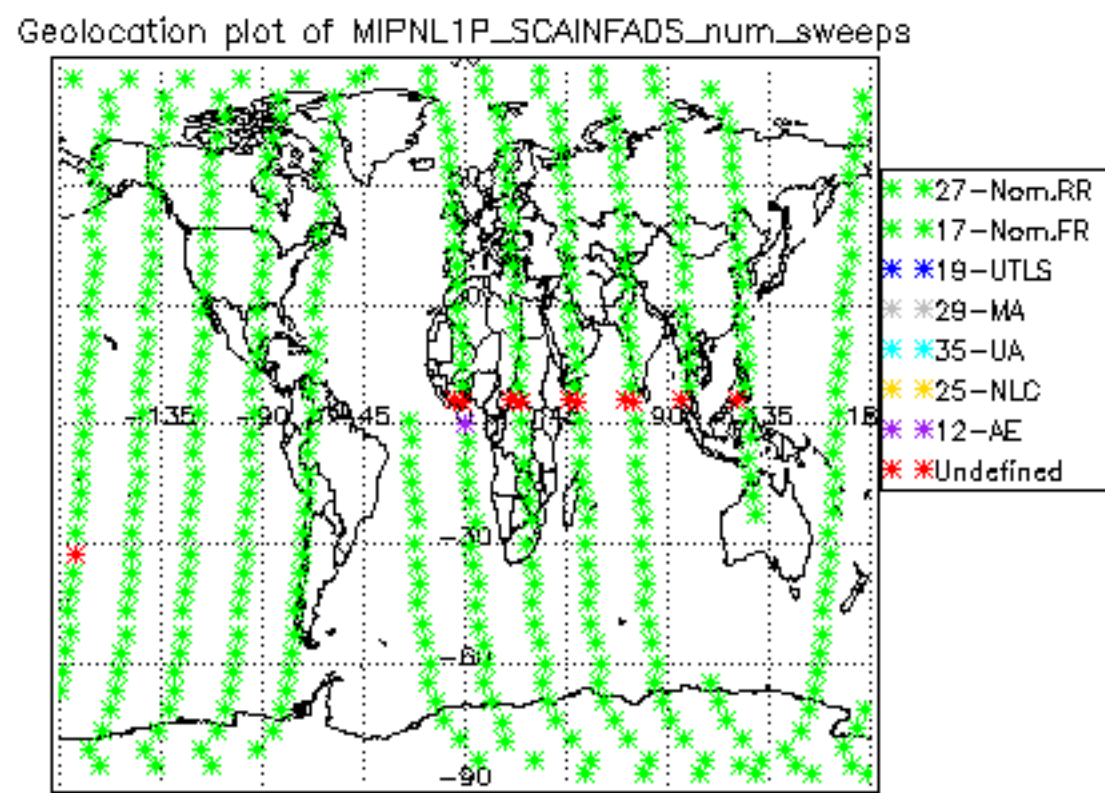 Geolocation plot of MIPNL1P_SCAINFADS_num_sweeps
27-Nom.RR
17-Nom.FR
19-UTLS
29-MA
35-UA
25-NLC
12-AE
Undefined
-135 -90 -45 90 135
-30
-60
-90